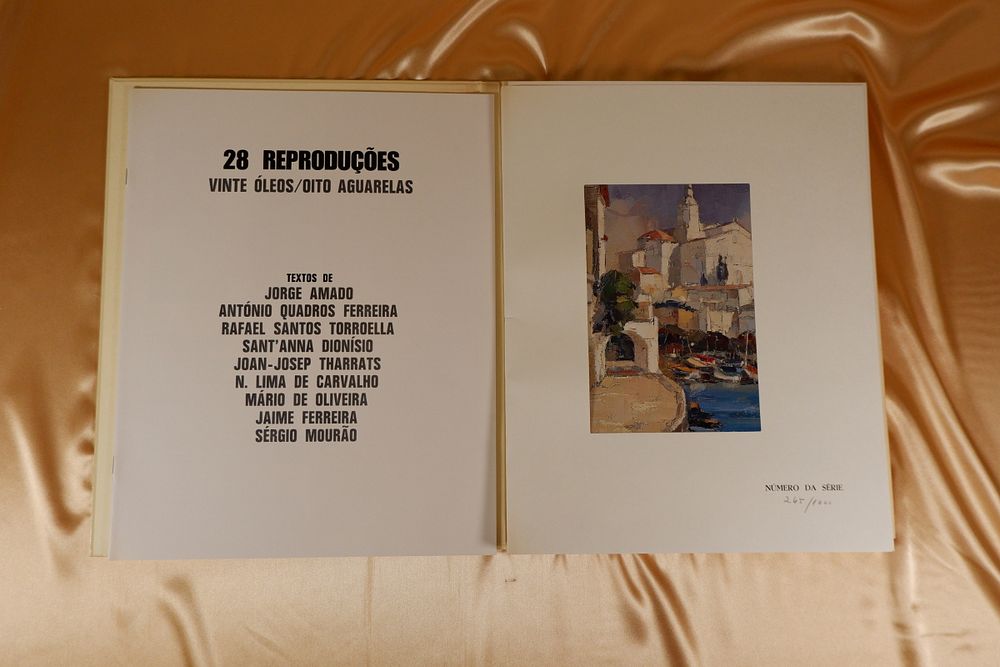 28 REPRODUÇÕES
VINTE ÓLEOS/OITO AGUARELAS
TEXTOS DE
JORGE AMADO
ANTÓNIO QUADROS FERREIRA
RAFAEL SANTOS TORROELLA
SANT'ANNA DIONÍSIO
JOAN-JOSEP THARRATS
N. LIMA DE CARVALHO
MÁRIO DE OLIVEIRA
JAIME FERREIRA
SÉRGIO MOURÃO
NÚMERO DA SÉRIE